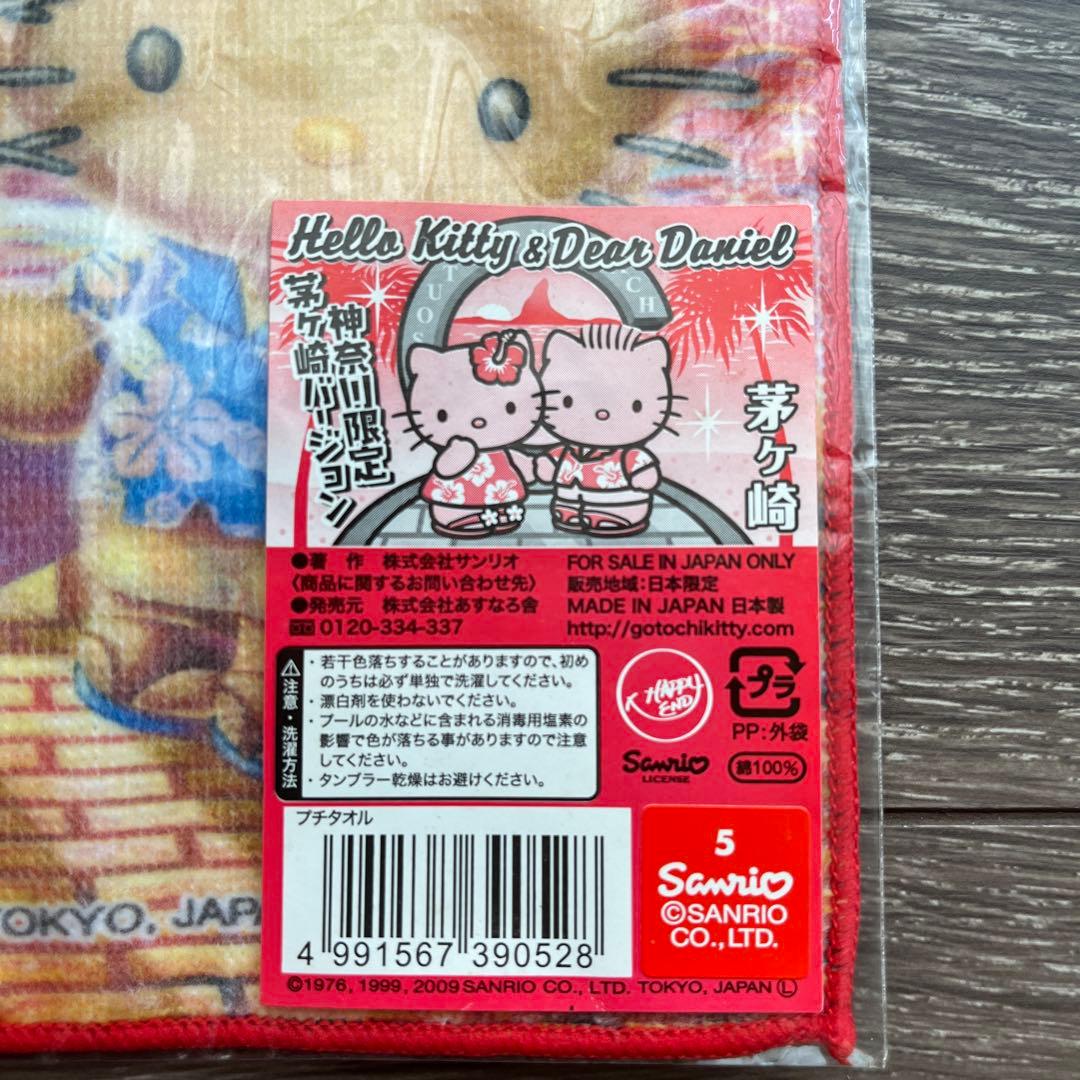 Hello Kitty & Dear Daniel
神奈川限定
茅ヶ崎バージョン
茅ヶ崎
●著 作 株式会社サンリオ
〈商品に関するお問い合わせ先〉
●発売元 株式会社あすなろ舎
0120-334-337
FOR SALE IN JAPAN ONLY
販売地域：日本限定
MADE IN JAPAN 日本製
http://gotochikitty.com
注意・洗濯方法
・若干色落ちすることがありますので、初め
のうちは必ず単独で洗濯してください。
・漂白剤を使わないでください。
・プールの水などに含まれる消毒用塩素の
影響で色が落ちる事がありますので注意
してください。
・タンブラー乾燥はお避けください。
HAPPY
END
Sanrio
LICENSE
プラ
PP：外袋
綿100%
プチタオル
4 991567 390528
5
Sanrio
©SANRIO
CO.,LTD.
©1976, 1999, 2009 SANRIO CO., LTD. TOKYO, JAPAN Ⓛ
TOKYO, JAPA